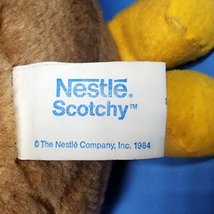 Nestlé®
Scotchy™
© The Nestlé Company, Inc. 1984